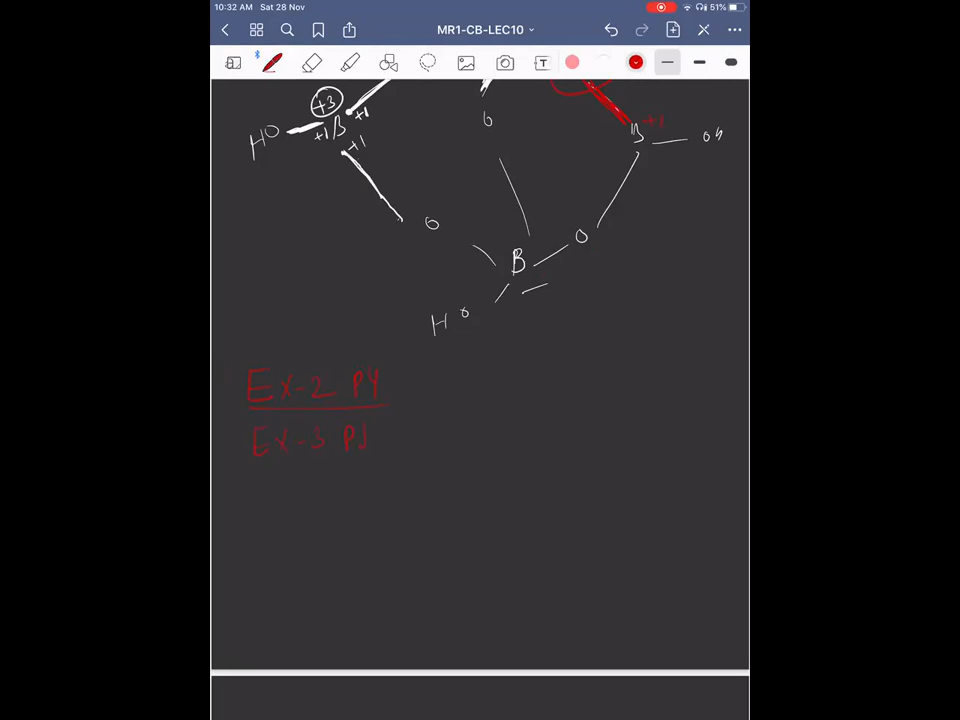 10:32 AM Sat 28 Nov
51%
MR1-CB-LEC10
T
+3
+1
HO
+1 B
+1
6
+1
B
OH
O
O
B
HO
Ex-2 PY
Ex-3 PJ